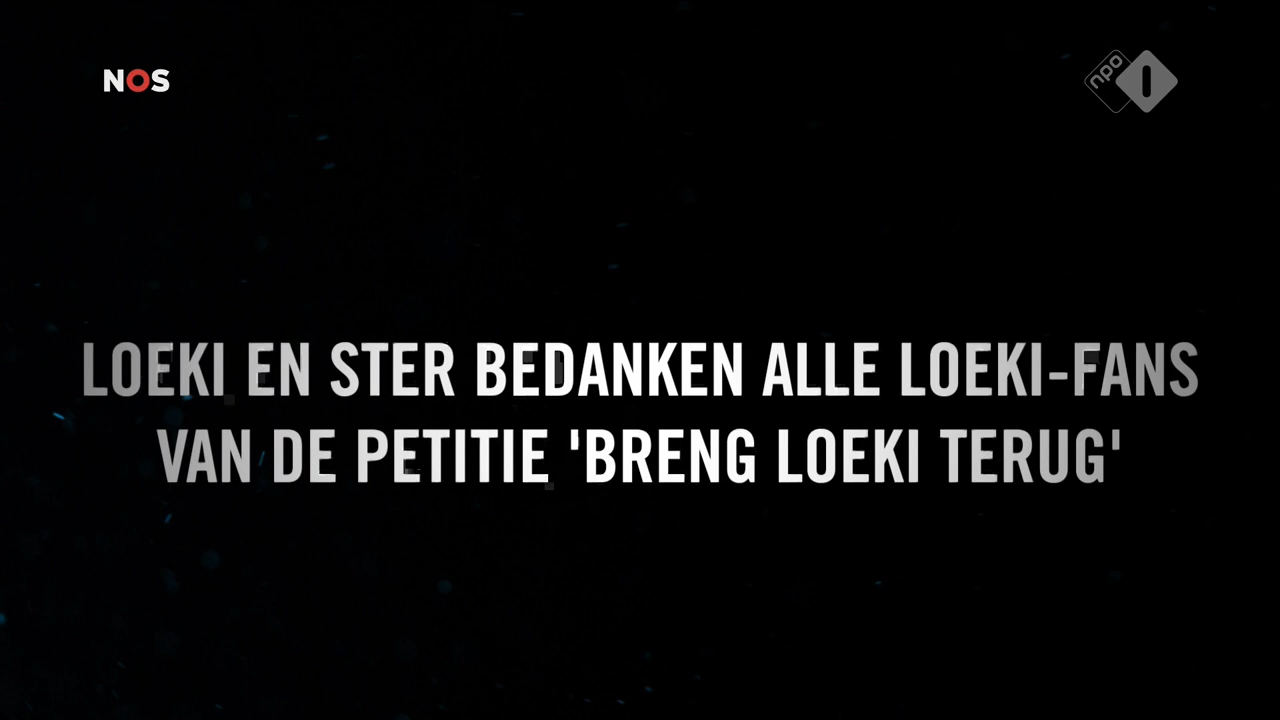 NOS
npo 1
LOEKI EN STER BEDANKEN ALLE LOEKI-FANS
VAN DE PETITIE 'BRENG LOEKI TERUG'